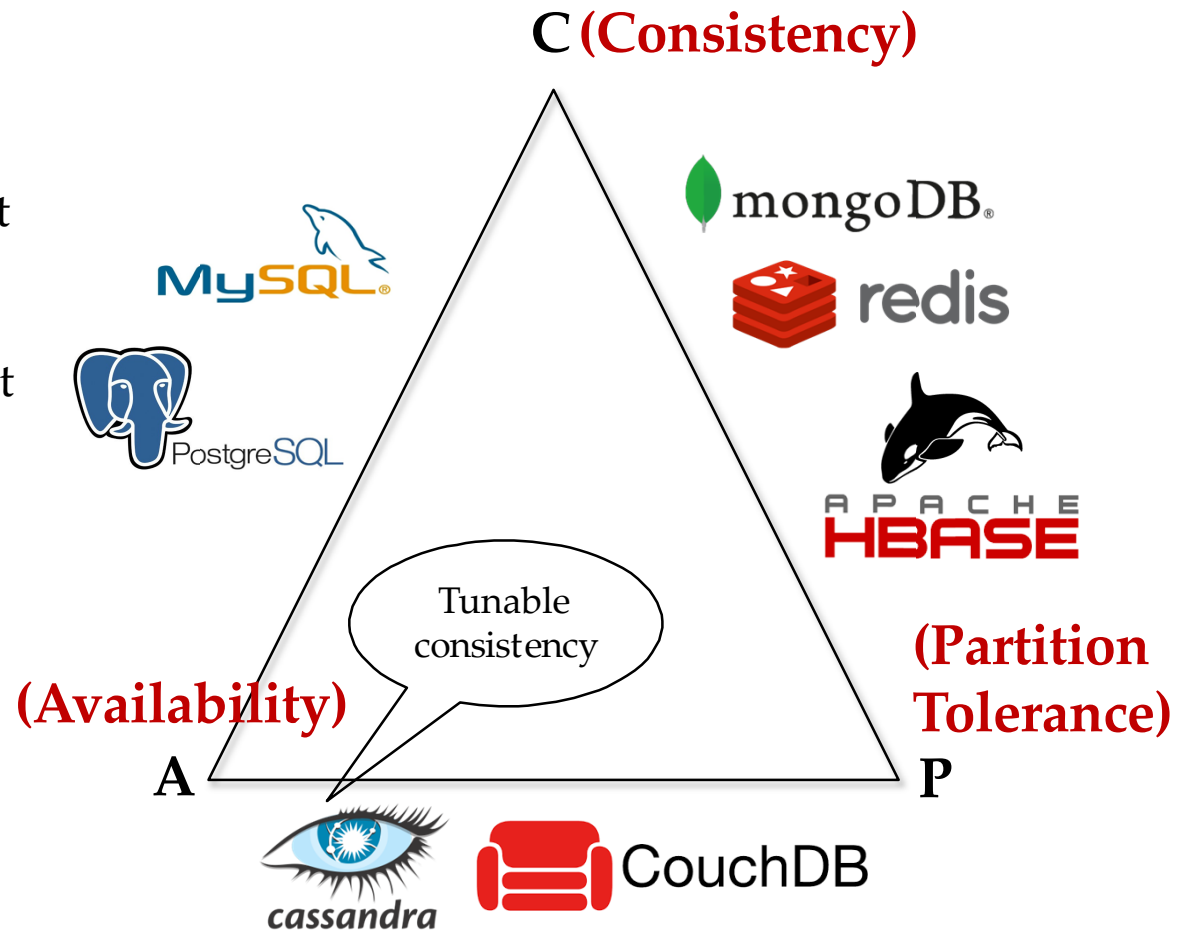 C (Consistency)
t
mongoDB®
MySQL®
redis
t
PostgreSQL
APACHE
HBASE
Tunable
consistency
(Partition
Tolerance)
(Availability)
A
P
cassandra
CouchDB